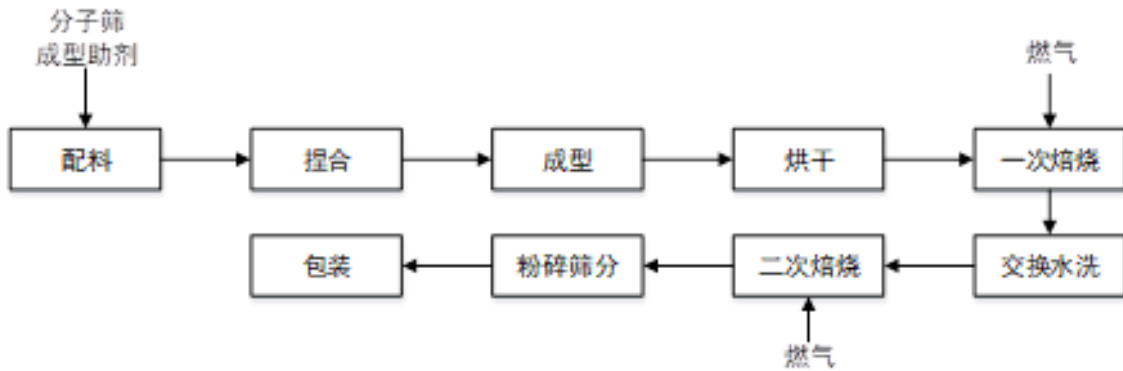 分子筛
成型助剂
燃气
配料
捏合
成型
烘干
一次焙烧
包装
粉碎筛分
二次焙烧
交换水洗
燃气